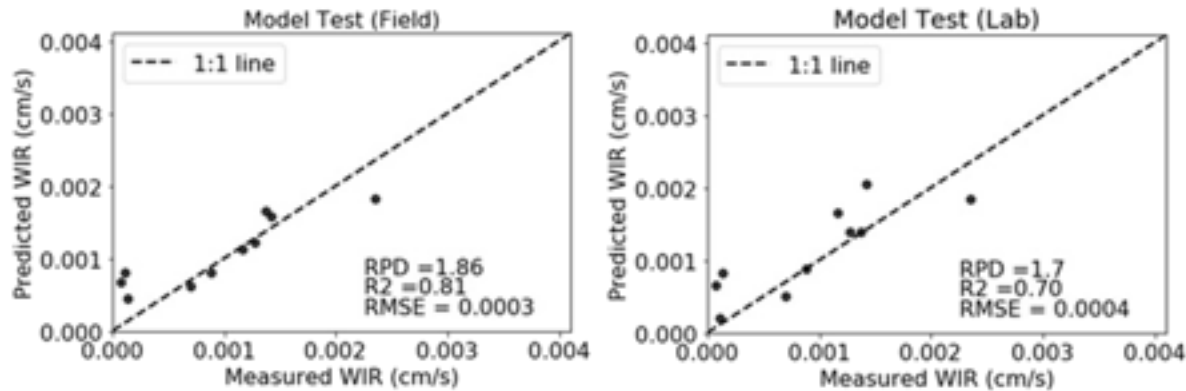 Model Test (Field)
0.004
0.003
0.002
0.001
0.000
Predicted WIR (cm/s)
1:1 line
RPD =1.86
R2 =0.81
RMSE = 0.0003
0.000 0.001 0.002 0.003 0.004
Measured WIR (cm/s)
Model Test (Lab)
0.004
0.003
0.002
0.001
0.000
Predicted WIR (cm/s)
1:1 line
RPD =1.7
R2 =0.70
RMSE = 0.0004
0.000 0.001 0.002 0.003 0.004
Measured WIR (cm/s)